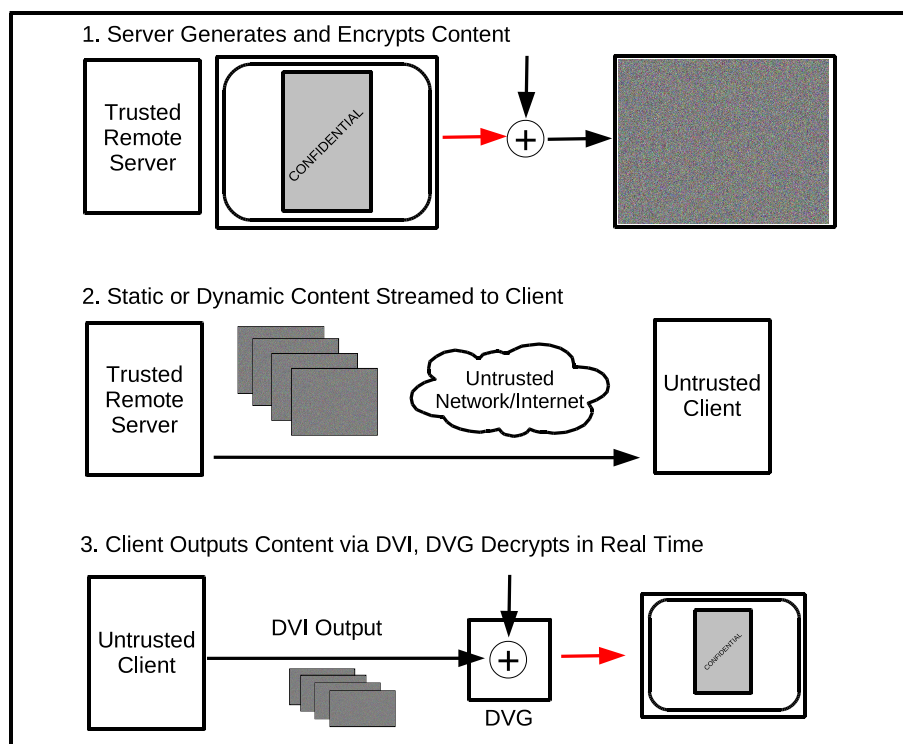 1. Server Generates and Encrypts Content
Trusted
Remote
Server
CONFIDENTIAL
+
2. Static or Dynamic Content Streamed to Client
Trusted
Remote
Server
Untrusted
Network/Internet
Untrusted
Client
3. Client Outputs Content via DVI, DVG Decrypts in Real Time
Untrusted
Client
DVI Output
+
DVG
CONFIDENTIAL